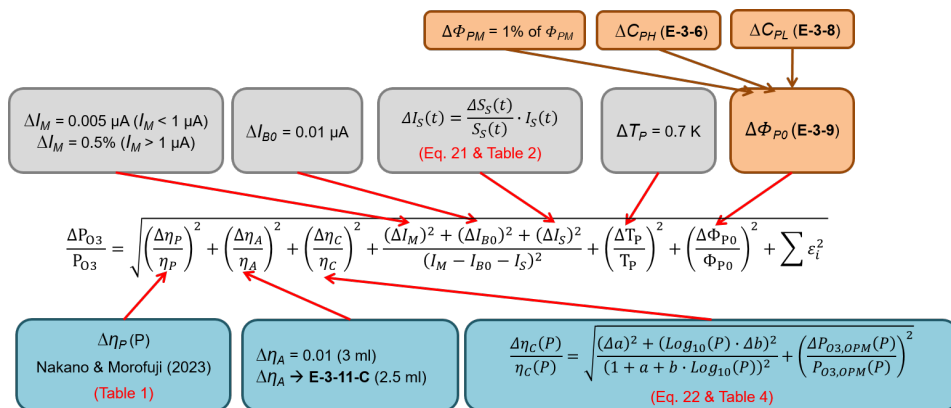 ΔΦ_PM = 1% of Φ_PM
ΔC_PH (E-3-6)
ΔC_PL (E-3-8)
ΔI_M = 0.005 µA (I_M < 1 µA)
ΔI_M = 0.5% (I_M > 1 µA)
ΔI_B0 = 0.01 µA
ΔI_S(t) = ΔS_S(t) / S_S(t) · I_S(t)
(Eq. 21 & Table 2)
ΔT_P = 0.7 K
ΔΦ_P0 (E-3-9)
ΔP_O3 / P_O3 = √((Δη_P / η_P)² + (Δη_A / η_A)² + (Δη_C / η_C)² + ((ΔI_M)² + (ΔI_B0)² + (ΔI_S)²) / (I_M − I_B0 − I_S)² + (ΔT_P / T_P)² + (ΔΦ_P0 / Φ_P0)² + ∑ ε_i²)
Δη_P (P)
Nakano & Morofuji (2023)
(Table 1)
Δη_A = 0.01 (3 ml)
Δη_A → E-3-11-C (2.5 ml)
Δη_C(P) / η_C(P) = √(((Δa)² + (Log₁₀(P) · Δb)²) / (1 + a + b · Log₁₀(P))² + (ΔP_O3,OPM(P) / P_O3,OPM(P))²)
(Eq. 22 & Table 4)